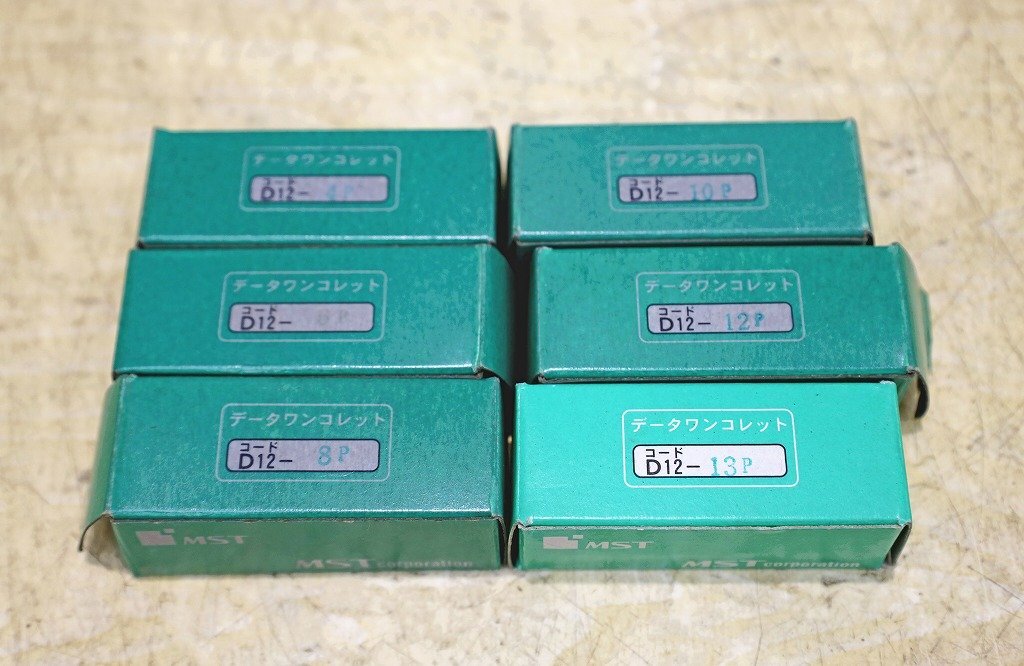 データワンコレット
コード
D12- 4P
データワンコレット
コード
D12- 10P
データワンコレット
コード
D12- 6P
データワンコレット
コード
D12- 12P
データワンコレット
コード
D12- 8P
MST
MST corporation
データワンコレット
コード
D12- 13P
MST
MST corporation